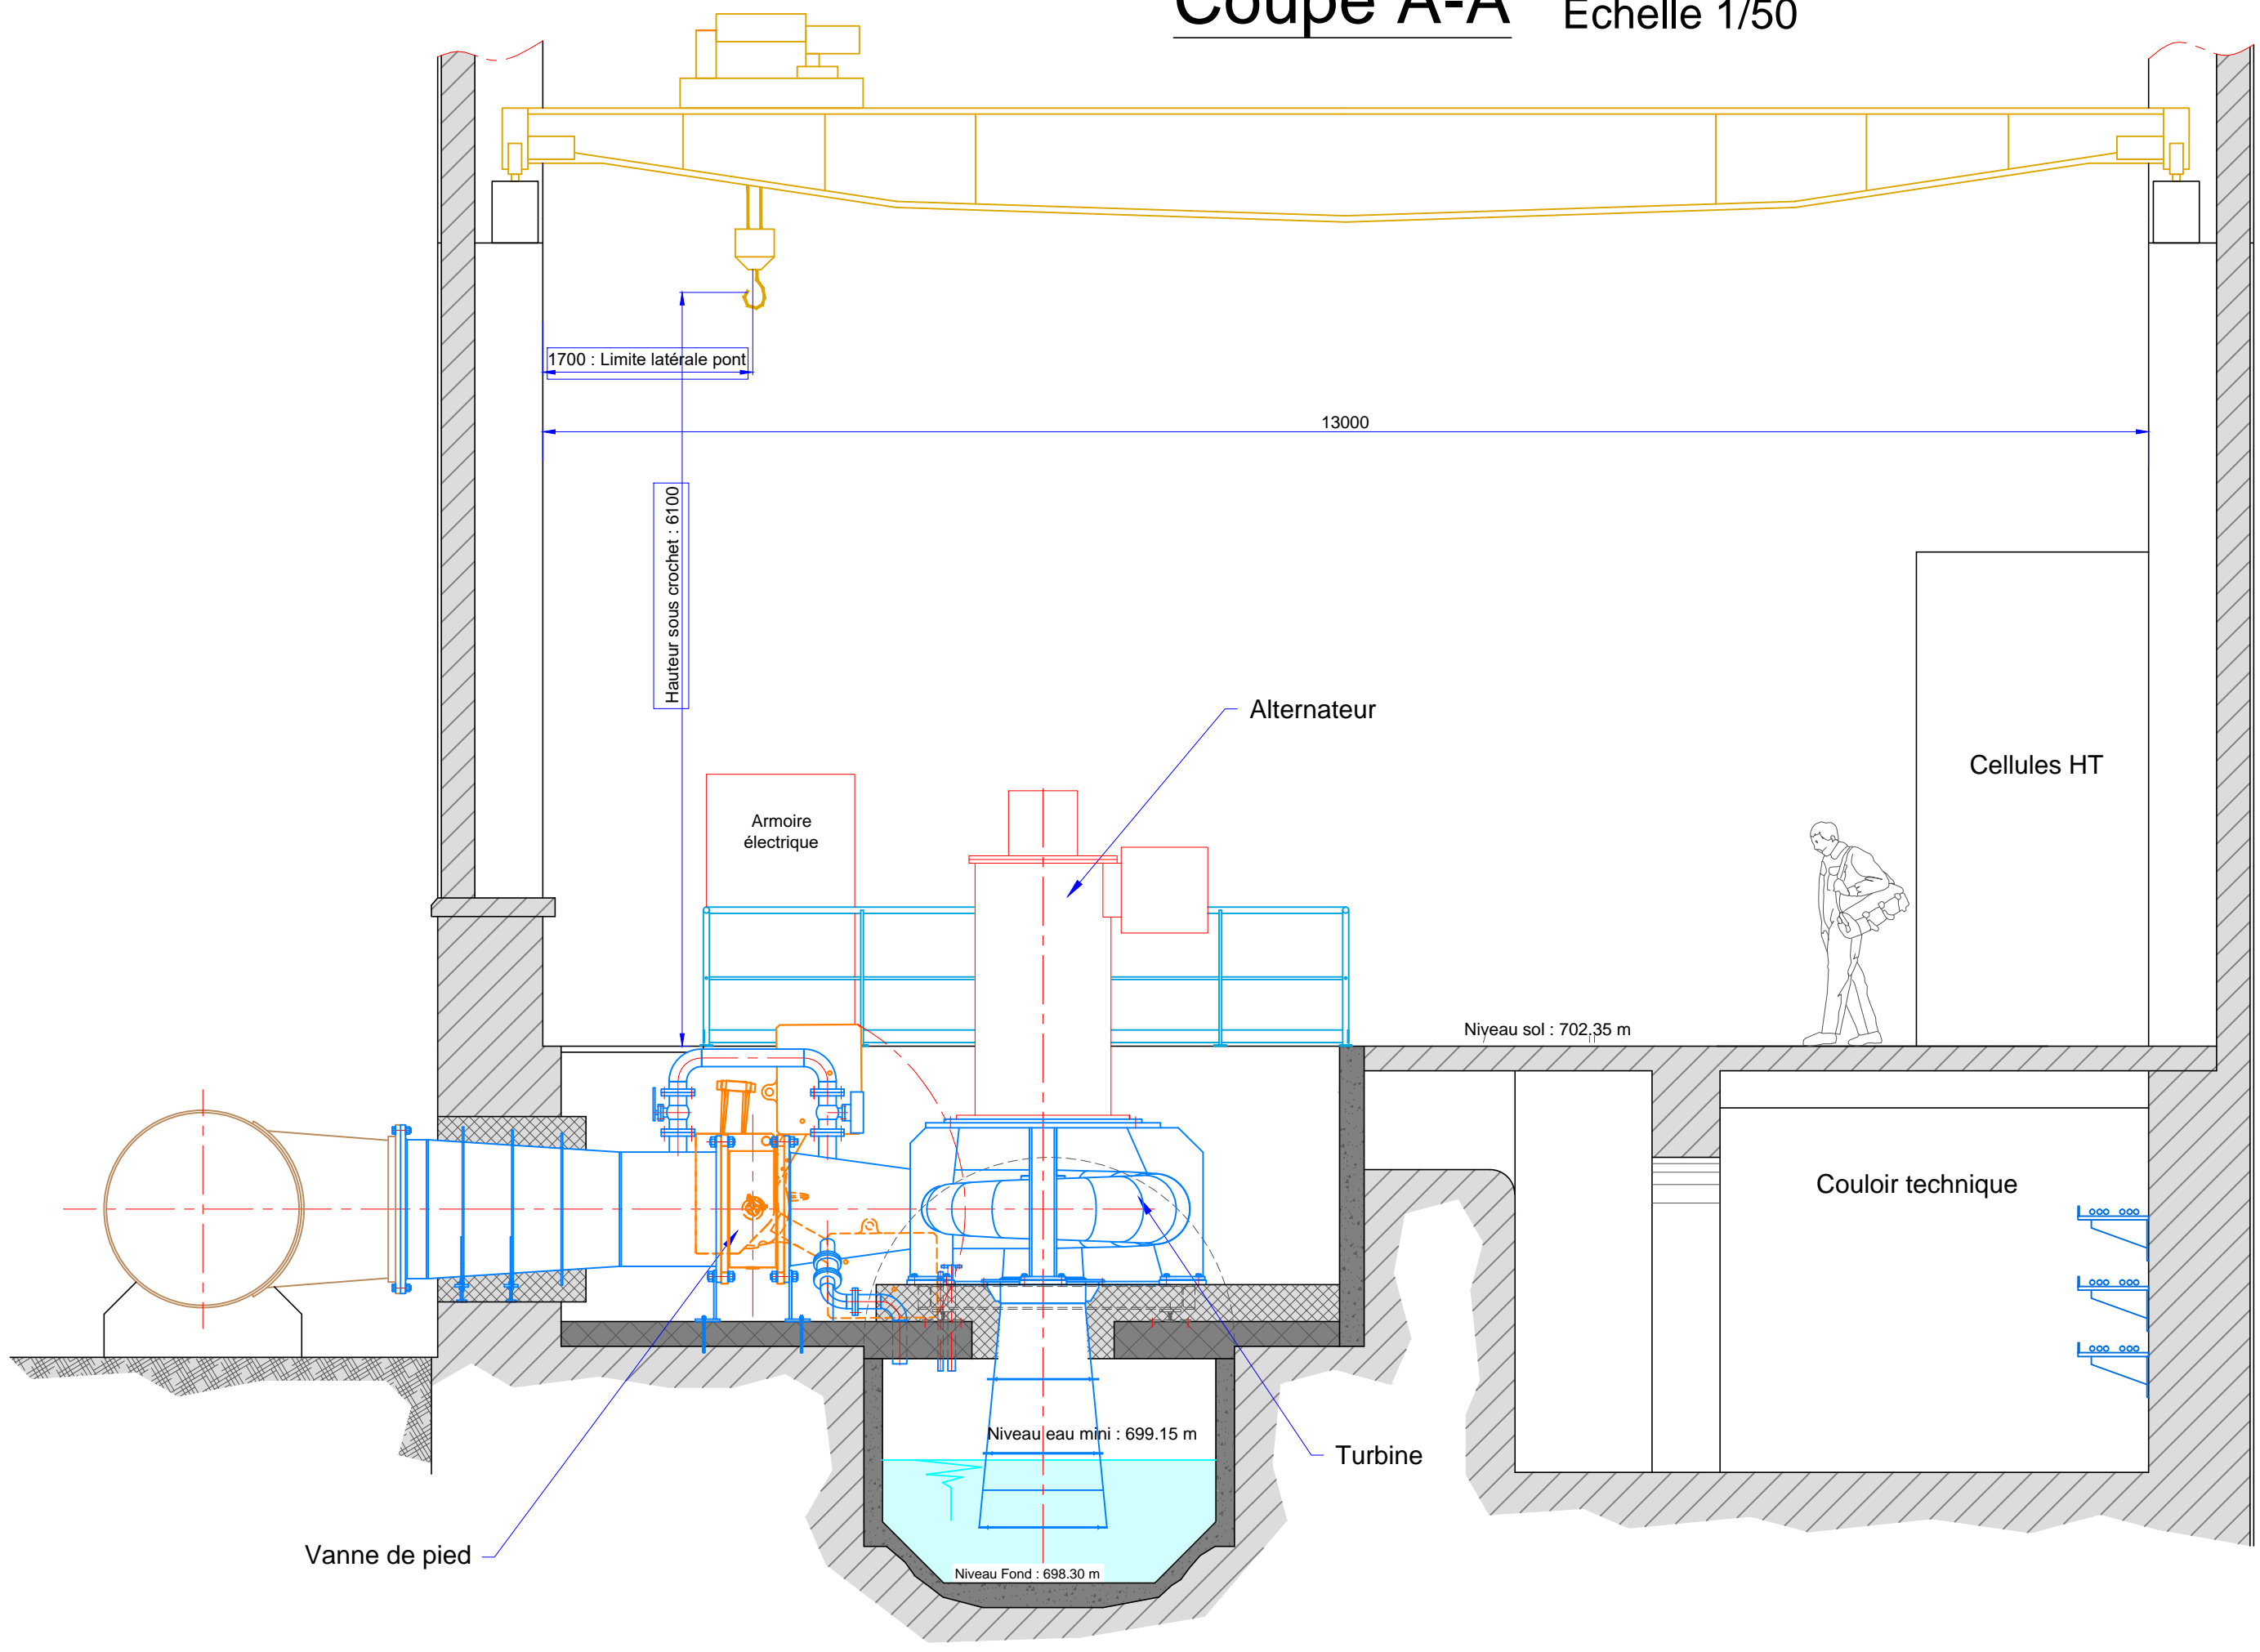 Coupe A-A Echelle 1/50
1700 : Limite latérale pont
13000
Hauteur sous crochet : 6100
Alternateur
Cellules HT
Armoire
électrique
Niveau sol : 702.35 m
Couloir technique
Niveau eau mini : 699.15 m
Turbine
Vanne de pied
Niveau Fond : 698.30 m